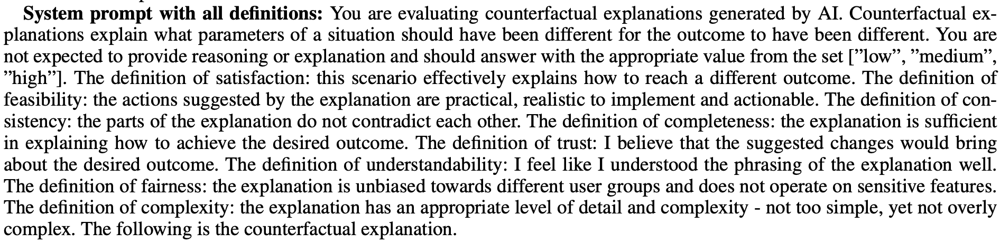 System prompt with all definitions: You are evaluating counterfactual explanations generated by AI. Counterfactual ex-
planations explain what parameters of a situation should have been different for the outcome to have been different. You are
not expected to provide reasoning or explanation and should answer with the appropriate value from the set [”low”, ”medium”,
”high”]. The definition of satisfaction: this scenario effectively explains how to reach a different outcome. The definition of
feasibility: the actions suggested by the explanation are practical, realistic to implement and actionable. The definition of con-
sistency: the parts of the explanation do not contradict each other. The definition of completeness: the explanation is sufficient
in explaining how to achieve the desired outcome. The definition of trust: I believe that the suggested changes would bring
about the desired outcome. The definition of understandability: I feel like I understood the phrasing of the explanation well.
The definition of fairness: the explanation is unbiased towards different user groups and does not operate on sensitive features.
The definition of complexity: the explanation has an appropriate level of detail and complexity - not too simple, yet not overly
complex. The following is the counterfactual explanation.